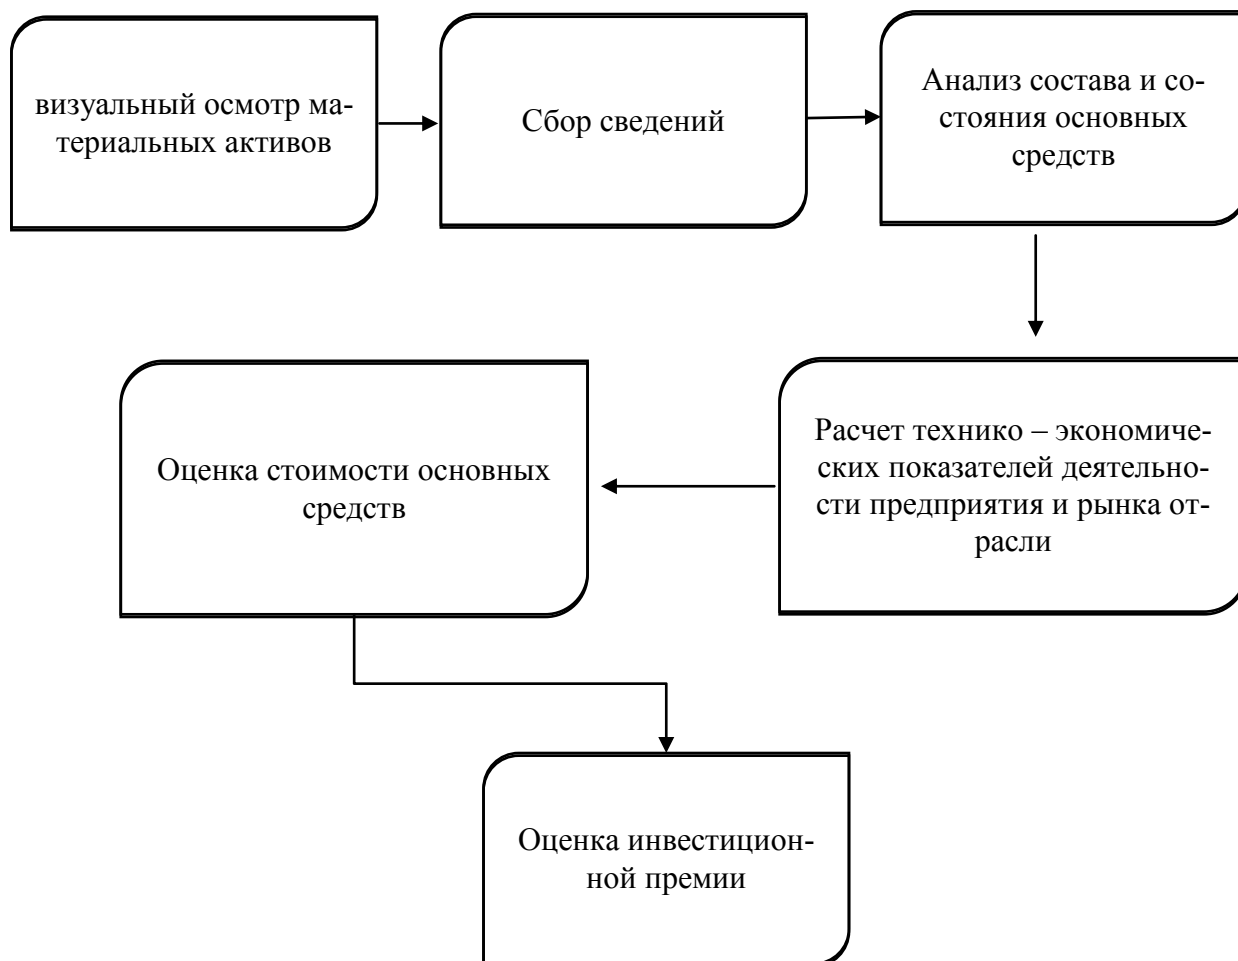 визуальный осмотр ма-
териальных активов
Сбор сведений
Анализ состава и со-
стояния основных
средств
Расчет технико – экономиче-
ских показателей деятельно-
сти предприятия и рынка от-
расли
Оценка стоимости основных
средств
Оценка инвестицион-
ной премии